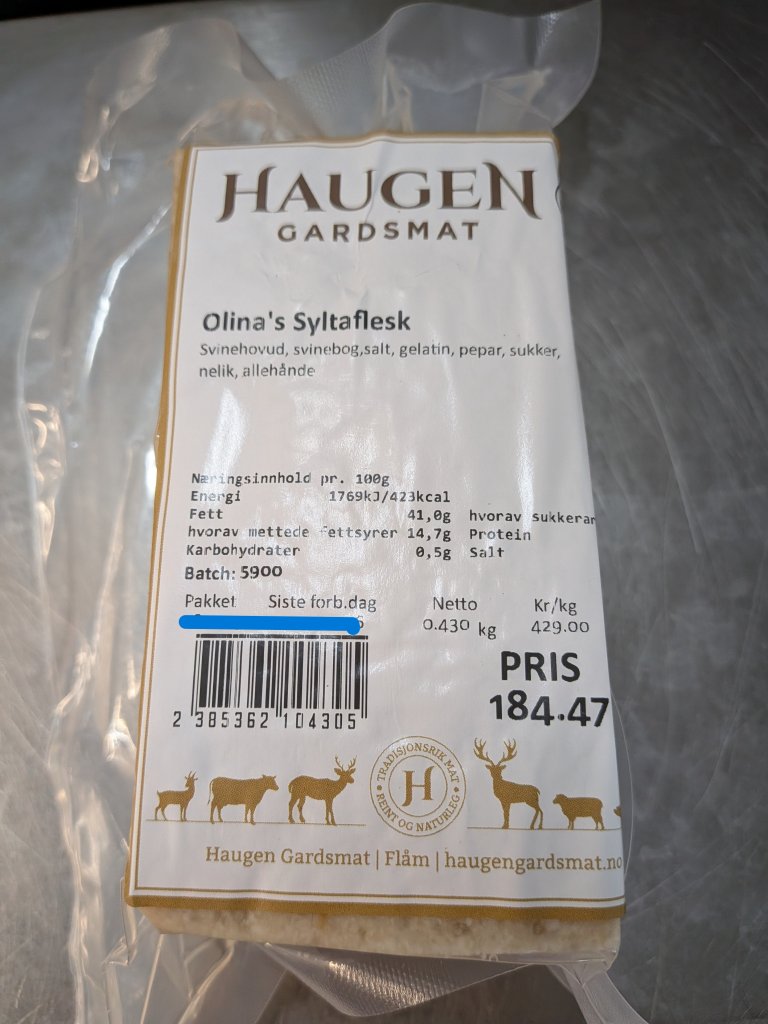 HAUGEN
GARDSMAT
Olina's Syltaflesk
Svinehovud, svinebog,salt, gelatin, pepar, sukker,
nelik, allehånde
Næringsinnhold pr. 100g
Energi 1769kJ/423kcal
Fett 41,0g hvorav sukkerar
hvorav mettede fettsyrer 14,7g Protein
Karbohydrater 0,5g Salt
Batch: 5900
Pakket Siste forb.dag Netto Kr/kg
0.430 kg 429.00
PRIS
184.47
2 385362 104305
TRADISJONSRIK MAT
H
REINT OG NATURLEG
Haugen Gardsmat | Flåm | haugengardsmat.no